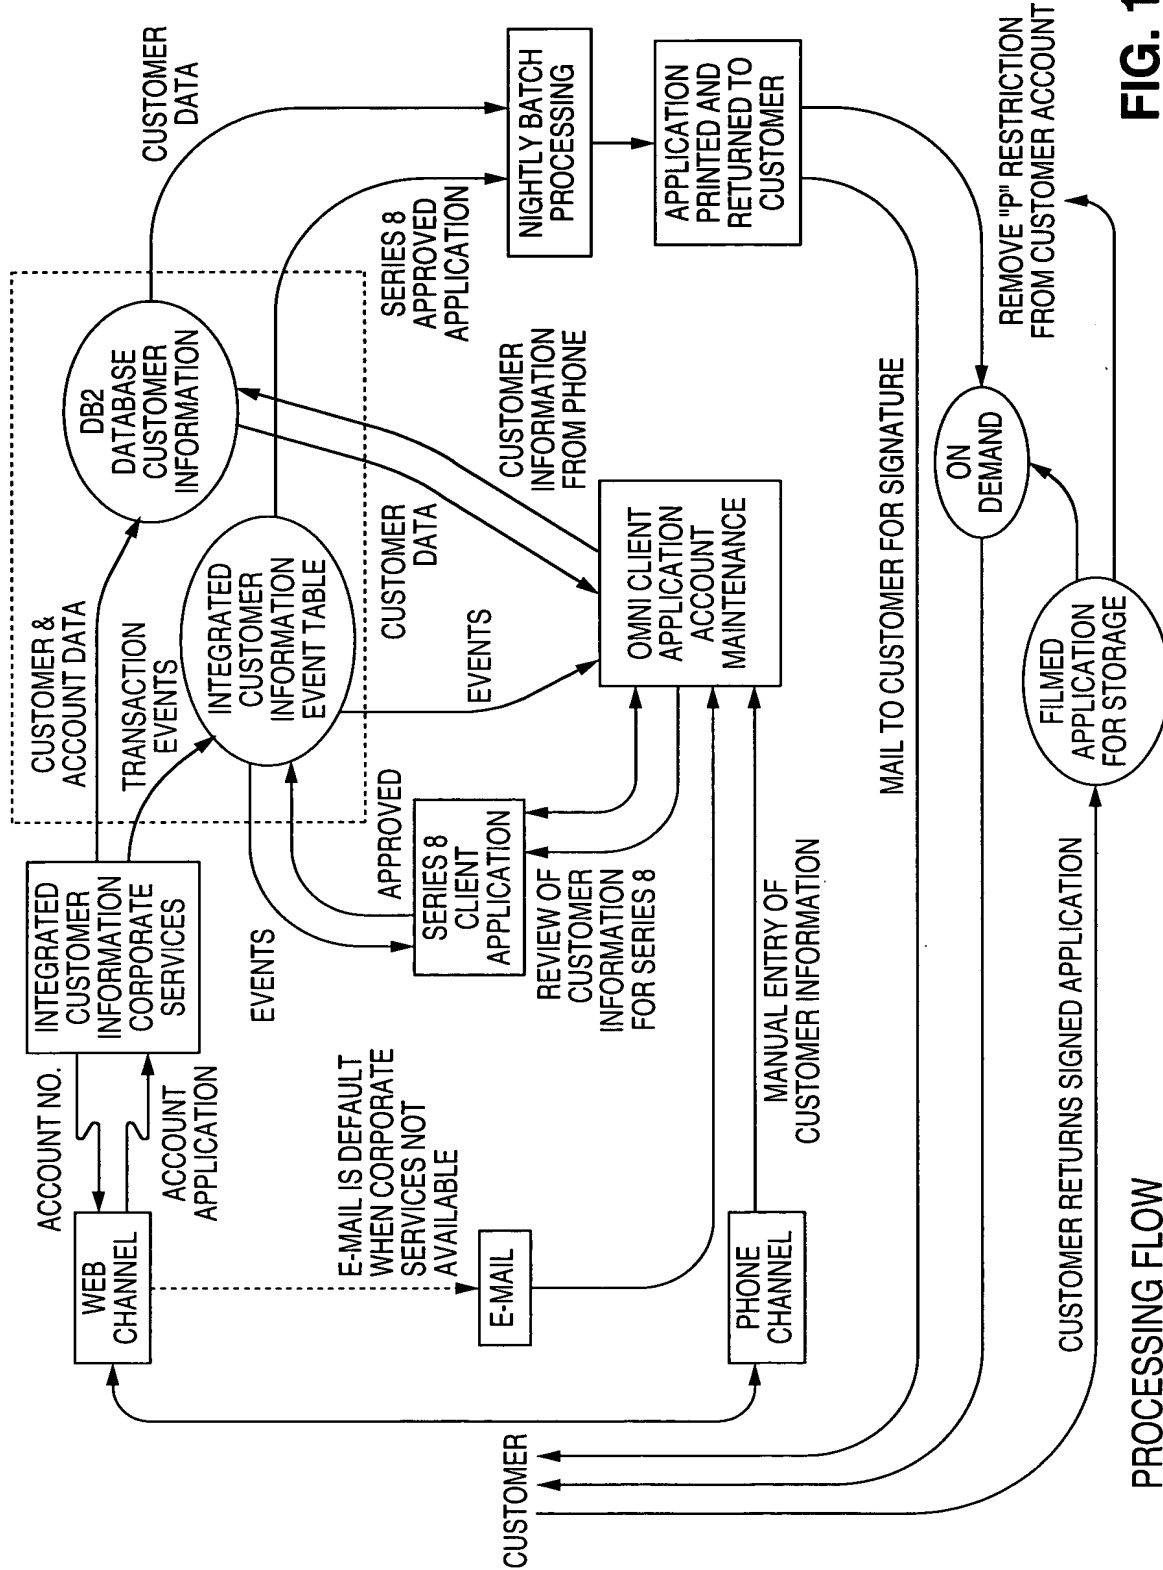 CUSTOMER
WEB
CHANNEL
ACCOUNT NO.
ACCOUNT
APPLICATION
INTEGRATED
CUSTOMER
INFORMATION
CORPORATE
SERVICES
CUSTOMER &
ACCOUNT DATA
TRANSACTION
EVENTS
DB2
DATABASE
CUSTOMER
INFORMATION
CUSTOMER
DATA
INTEGRATED
CUSTOMER
INFORMATION
EVENT TABLE
EVENTS
APPROVED
SERIES 8
CLIENT
APPLICATION
EVENTS
CUSTOMER
DATA
CUSTOMER
INFORMATION
FROM PHONE
SERIES 8
APPROVED
APPLICATION
NIGHTLY BATCH
PROCESSING
E-MAIL IS DEFAULT
WHEN CORPORATE
SERVICES NOT
AVAILABLE
E-MAIL
REVIEW OF
CUSTOMER
INFORMATION
FOR SERIES 8
OMNI CLIENT
APPLICATION
ACCOUNT
MAINTENANCE
APPLICATION
PRINTED AND
RETURNED TO
CUSTOMER
PHONE
CHANNEL
MANUAL ENTRY OF
CUSTOMER INFORMATION
MAIL TO CUSTOMER FOR SIGNATURE
ON
DEMAND
REMOVE "P" RESTRICTION
FROM CUSTOMER ACCOUNT
CUSTOMER RETURNS SIGNED APPLICATION
FILMED
APPLICATION
FOR STORAGE
PROCESSING FLOW
FIG. 1